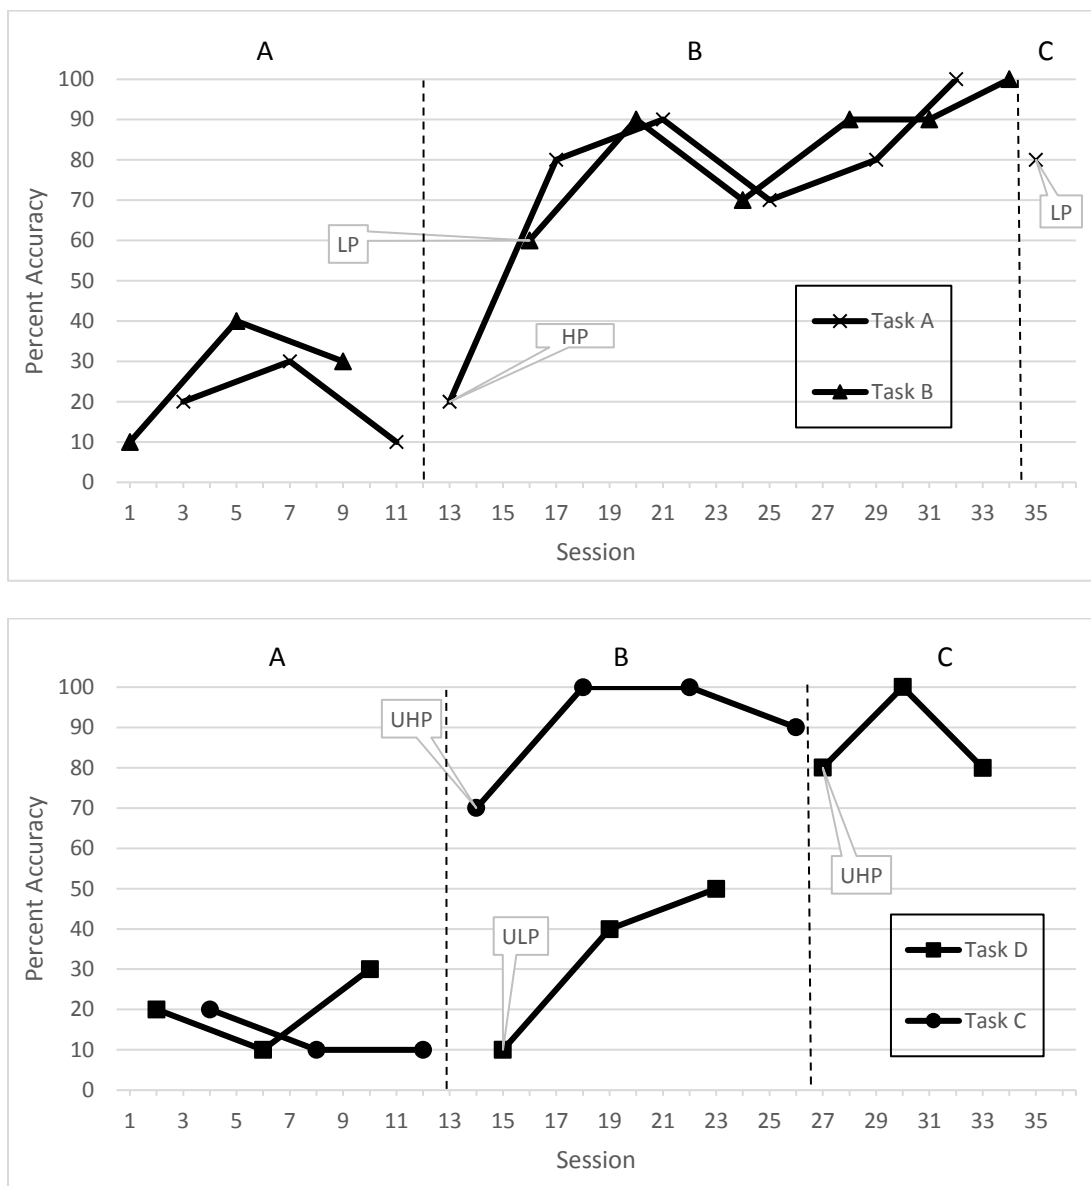 A B C
100
90
80
70
60
50
40
30
20
10
0
Percent Accuracy
LP
HP
LP
Task A
Task B
1 3 5 7 9 11 13 15 17 19 21 23 25 27 29 31 33 35
Session
A B C
100
90
80
70
60
50
40
30
20
10
0
Percent Accuracy
UHP
ULP
UHP
Task D
Task C
1 3 5 7 9 11 13 15 17 19 21 23 25 27 29 31 33 35
Session